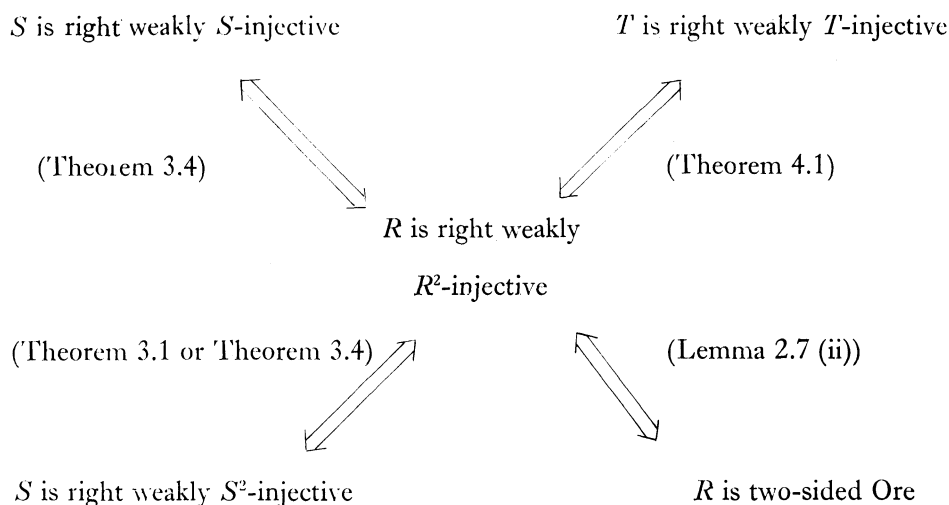 S is right weakly S-injective T is right weakly T-injective
(Theorem 3.4) (Theorem 4.1)
R is right weakly
R²-injective
(Theorem 3.1 or Theorem 3.4) (Lemma 2.7 (ii))
S is right weakly S²-injective R is two-sided Ore